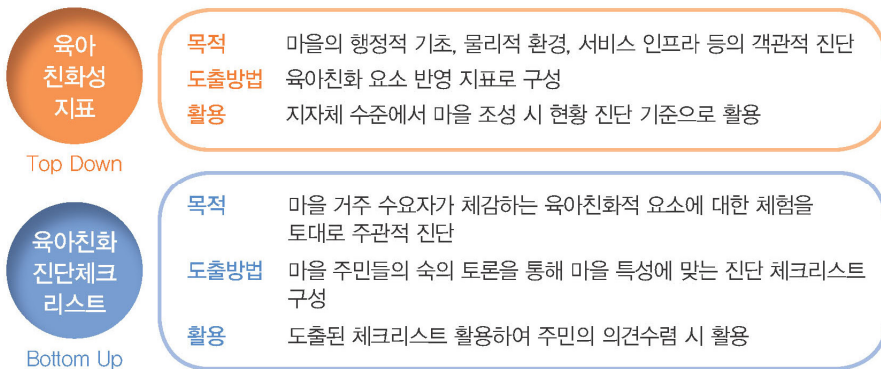 육아
친화성
지표
Top Down
목적 마을의 행정적 기초, 물리적 환경, 서비스 인프라 등의 객관적 진단
도출방법 육아친화 요소 반영 지표로 구성
활용 지자체 수준에서 마을 조성 시 현황 진단 기준으로 활용
육아친화
진단체크
리스트
Bottom Up
목적 마을 거주 수요자가 체감하는 육아친화적 요소에 대한 체험을
토대로 주관적 진단
도출방법 마을 주민들의 숙의 토론을 통해 마을 특성에 맞는 진단 체크리스트
구성
활용 도출된 체크리스트 활용하여 주민의 의견수렴 시 활용